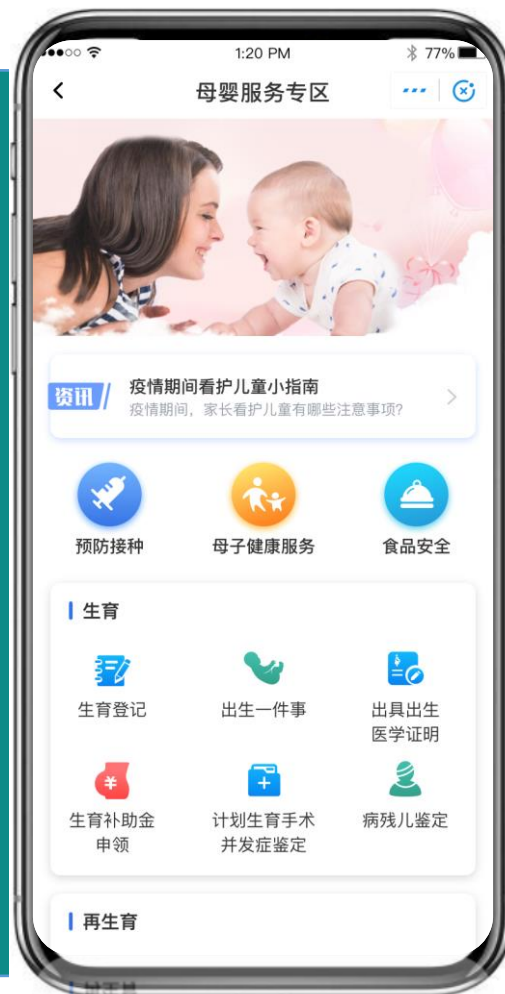 1:20 PM
77%
母婴服务专区
资讯
疫情期间看护儿童小指南
疫情期间，家长看护儿童有哪些注意事项？
预防接种
母子健康服务
食品安全
生育
生育登记
出生一件事
出具出生
医学证明
生育补助金
申领
计划生育手术
并发症鉴定
病残儿鉴定
再生育